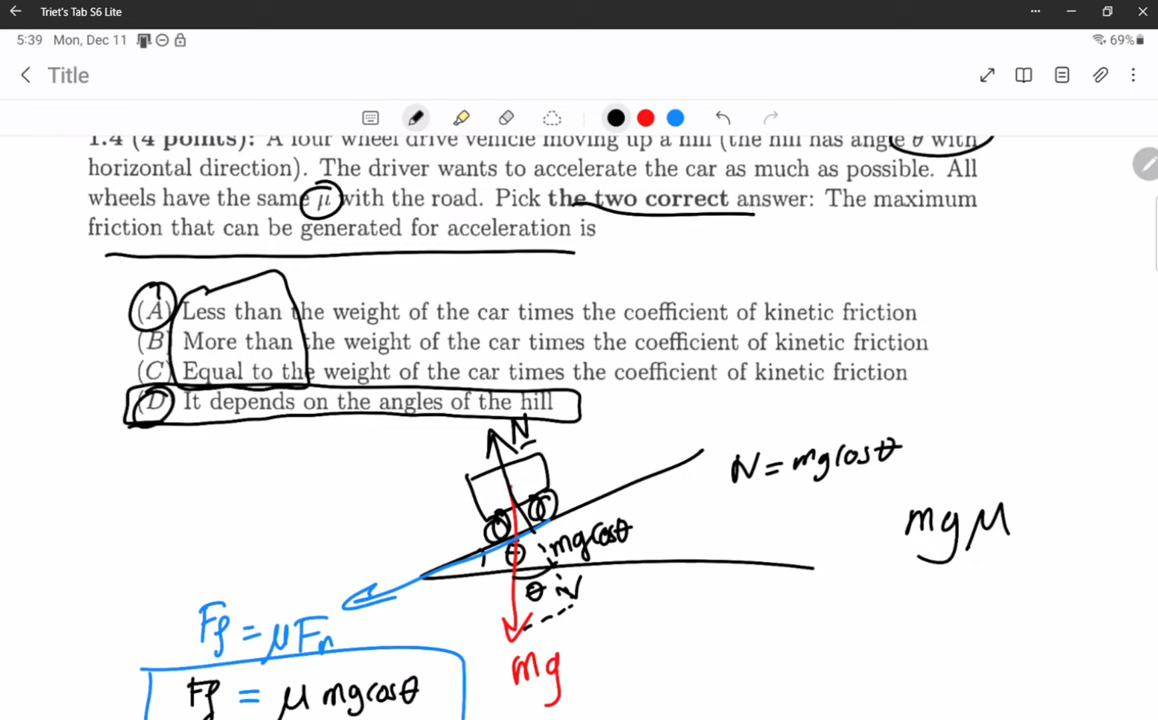 Triet's Tab S6 Lite
5:39 Mon, Dec 11
69%
Title
1.4 (4 points): A four wheel drive vehicle moving up a hill (the hill has angle θ with
horizontal direction). The driver wants to accelerate the car as much as possible. All
wheels have the same μ with the road. Pick the two correct answer: The maximum
friction that can be generated for acceleration is
(A) Less than the weight of the car times the coefficient of kinetic friction
(B) More than the weight of the car times the coefficient of kinetic friction
(C) Equal to the weight of the car times the coefficient of kinetic friction
(D) It depends on the angles of the hill
N
N = mg cos θ
mg μ
θ
mg cos θ
θ
N
Ff = μFn
mg
Ff = μ mg cos θ